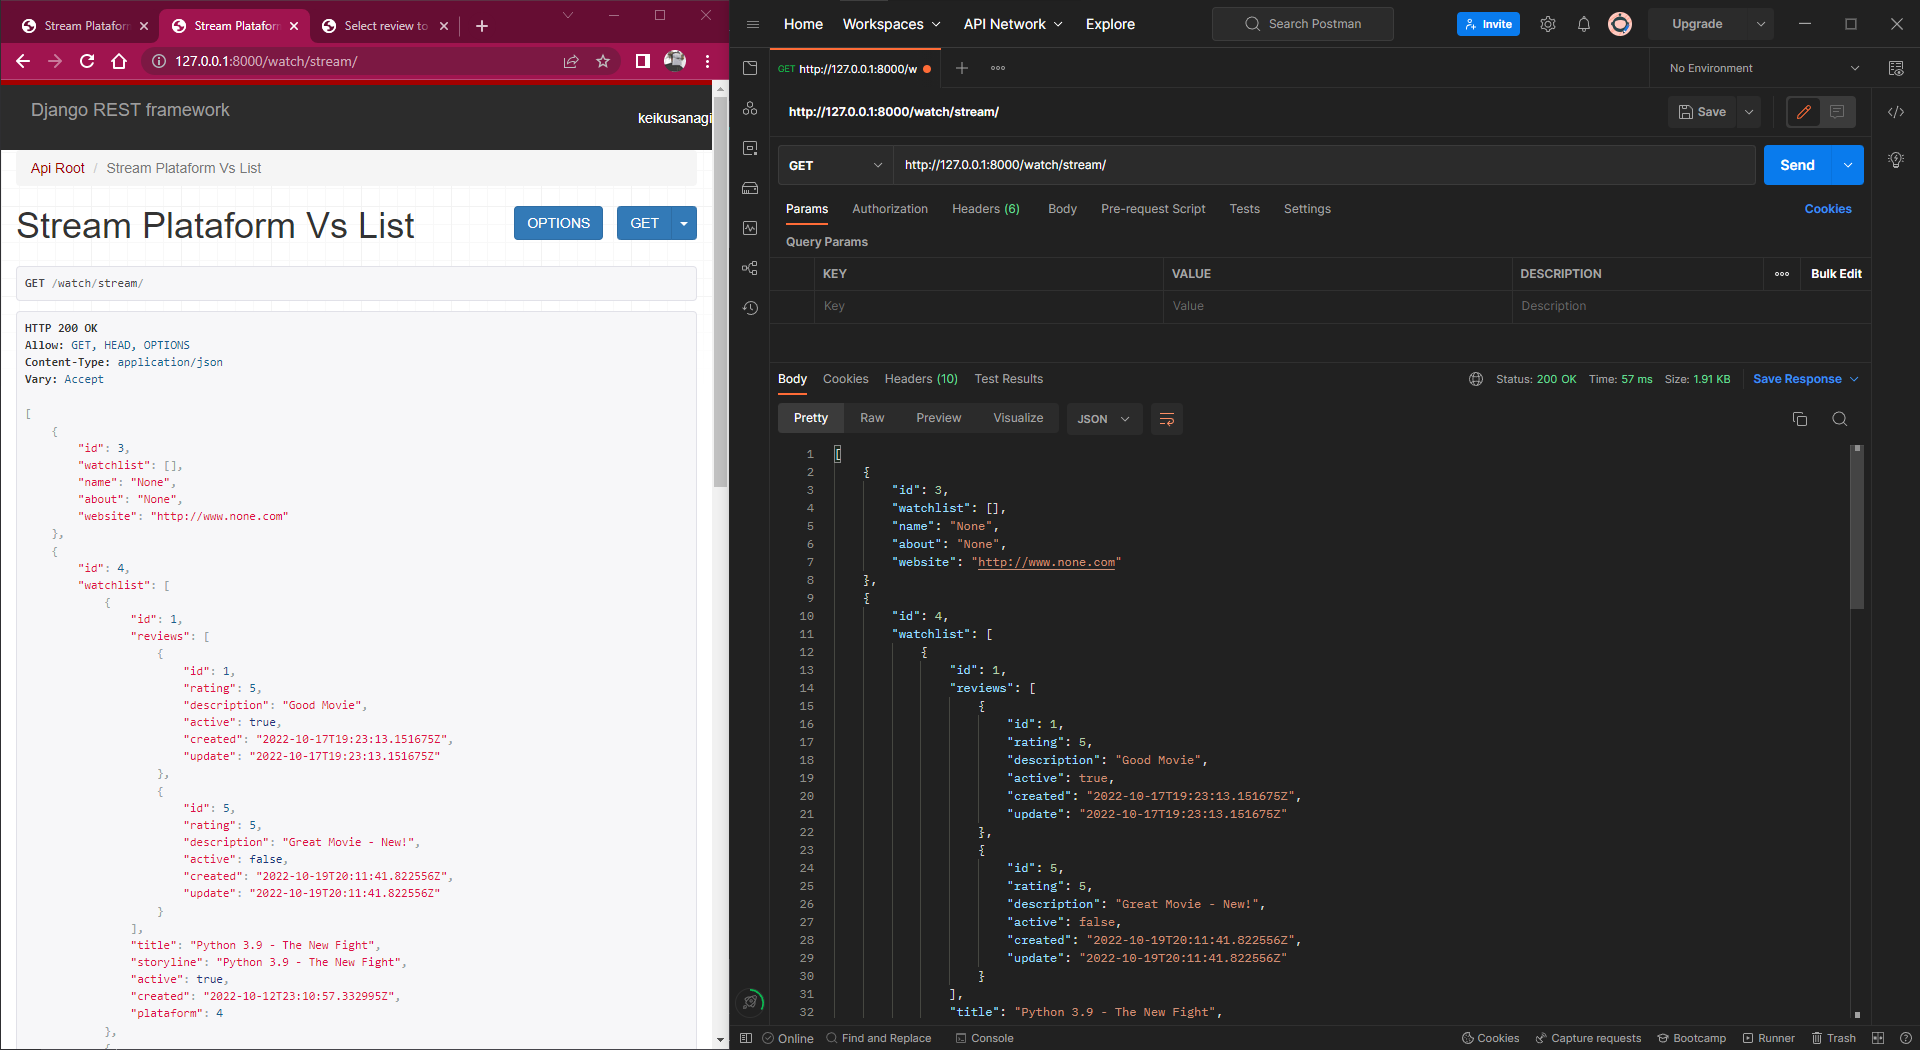 Stream Plataform
Stream Plataform
Select review to
127.0.0.1:8000/watch/stream/
Django REST framework
keikusanagi
Api Root / Stream Plataform Vs List
Stream Plataform Vs List
OPTIONS
GET
GET /watch/stream/
HTTP 200 OK
Allow: GET, HEAD, OPTIONS
Content-Type: application/json
Vary: Accept
[
{
"id": 3,
"watchlist": [],
"name": "None",
"about": "None",
"website": "http://www.none.com"
},
{
"id": 4,
"watchlist": [
{
"id": 1,
"reviews": [
{
"id": 1,
"rating": 5,
"description": "Good Movie",
"active": true,
"created": "2022-10-17T19:23:13.151675Z",
"update": "2022-10-17T19:23:13.151675Z"
},
{
"id": 5,
"rating": 5,
"description": "Great Movie - New!",
"active": false,
"created": "2022-10-19T20:11:41.822556Z",
"update": "2022-10-19T20:11:41.822556Z"
}
],
"title": "Python 3.9 - The New Fight",
"storyline": "Python 3.9 - The New Fight",
"active": true,
"created": "2022-10-12T23:10:57.332995Z",
"plataform": 4
},
{
Home
Workspaces
API Network
Explore
Search Postman
Invite
Upgrade
GET http://127.0.0.1:8000/w
No Environment
http://127.0.0.1:8000/watch/stream/
Save
GET
http://127.0.0.1:8000/watch/stream/
Send
Params
Authorization
Headers (6)
Body
Pre-request Script
Tests
Settings
Cookies
Query Params
KEY
VALUE
DESCRIPTION
Bulk Edit
Key
Value
Description
Body
Cookies
Headers (10)
Test Results
Status: 200 OK
Time: 57 ms
Size: 1.91 KB
Save Response
Pretty
Raw
Preview
Visualize
JSON
1 [
2 {
3 "id": 3,
4 "watchlist": [],
5 "name": "None",
6 "about": "None",
7 "website": "http://www.none.com"
8 },
9 {
10 "id": 4,
11 "watchlist": [
12 {
13 "id": 1,
14 "reviews": [
15 {
16 "id": 1,
17 "rating": 5,
18 "description": "Good Movie",
19 "active": true,
20 "created": "2022-10-17T19:23:13.151675Z",
21 "update": "2022-10-17T19:23:13.151675Z"
22 },
23 {
24 "id": 5,
25 "rating": 5,
26 "description": "Great Movie - New!",
27 "active": false,
28 "created": "2022-10-19T20:11:41.822556Z",
29 "update": "2022-10-19T20:11:41.822556Z"
30 }
31 ],
32 "title": "Python 3.9 - The New Fight",
Online
Find and Replace
Console
Cookies
Capture requests
Bootcamp
Runner
Trash